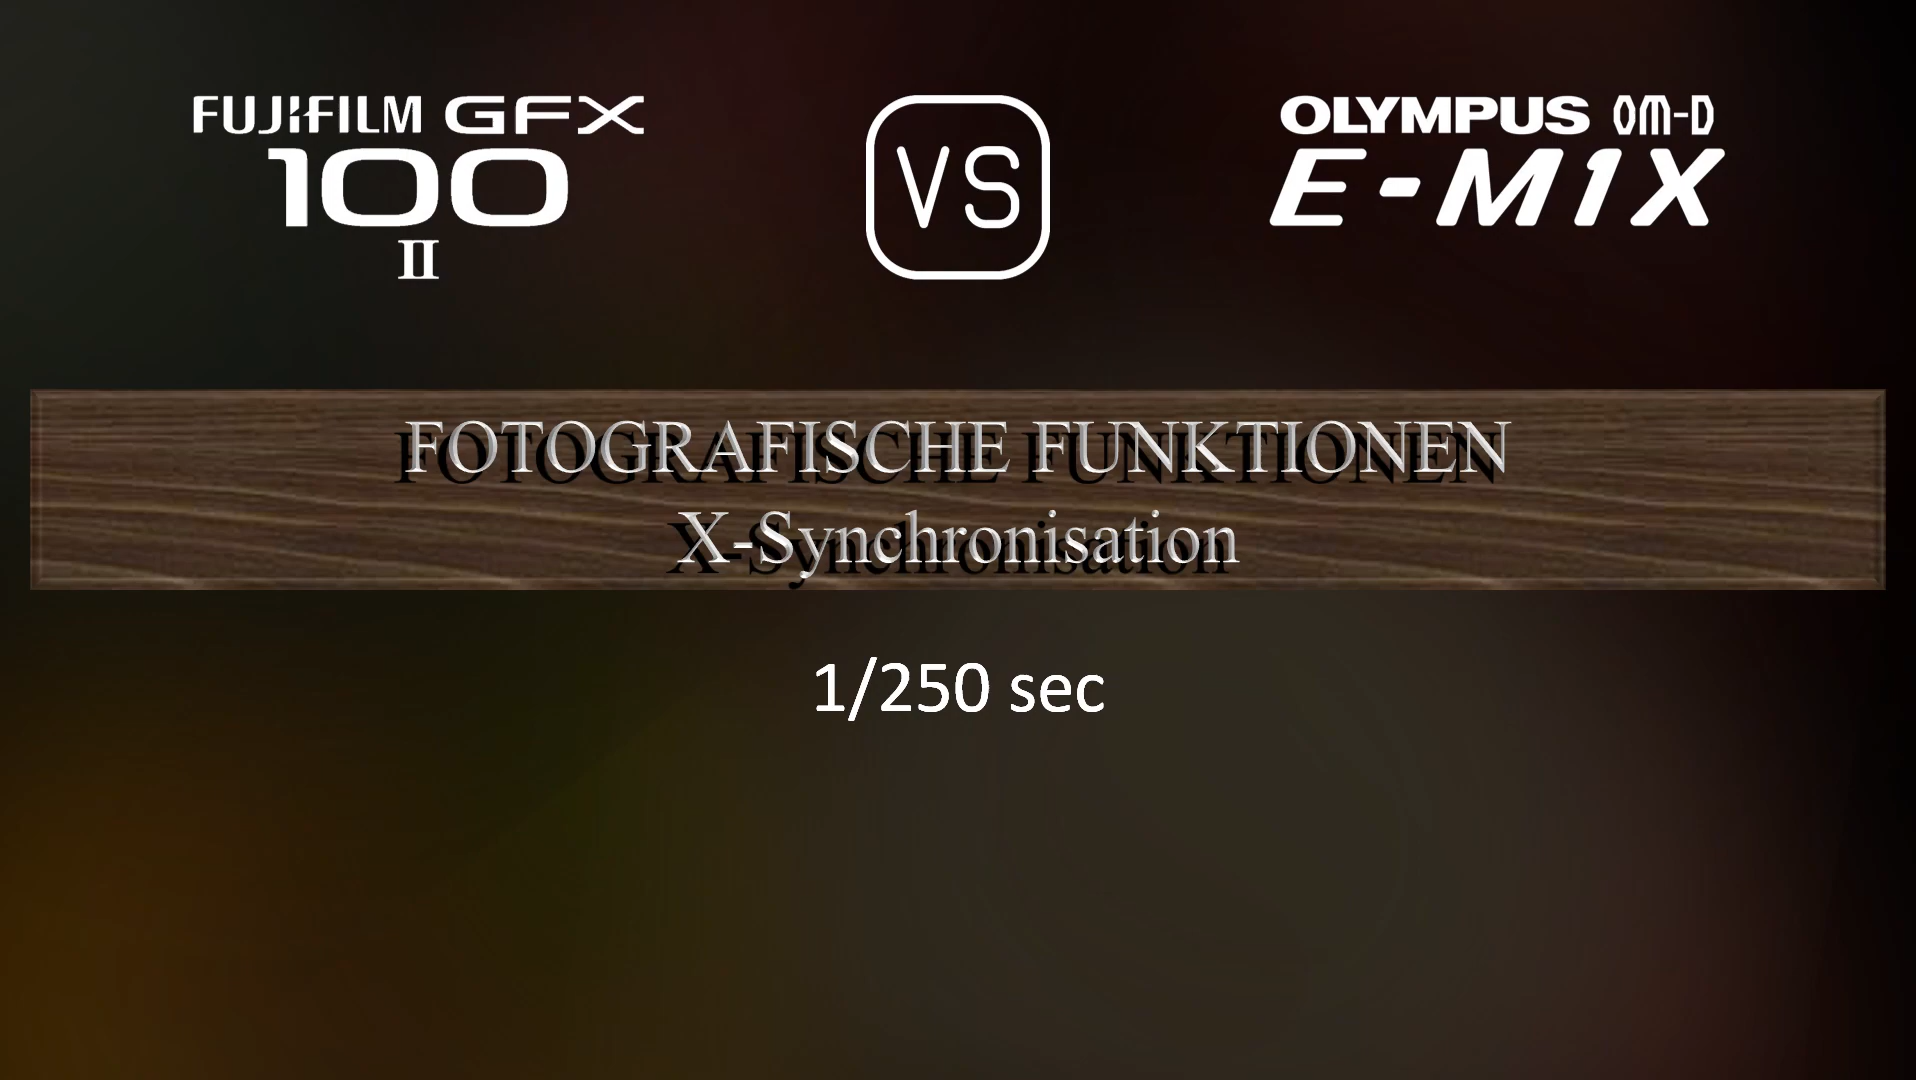 FUJIFILM GFX
100
II
VS
OLYMPUS OM-D
E-M1X
FOTOGRAFISCHE FUNKTIONEN
X-Synchronisation
1/250 sec